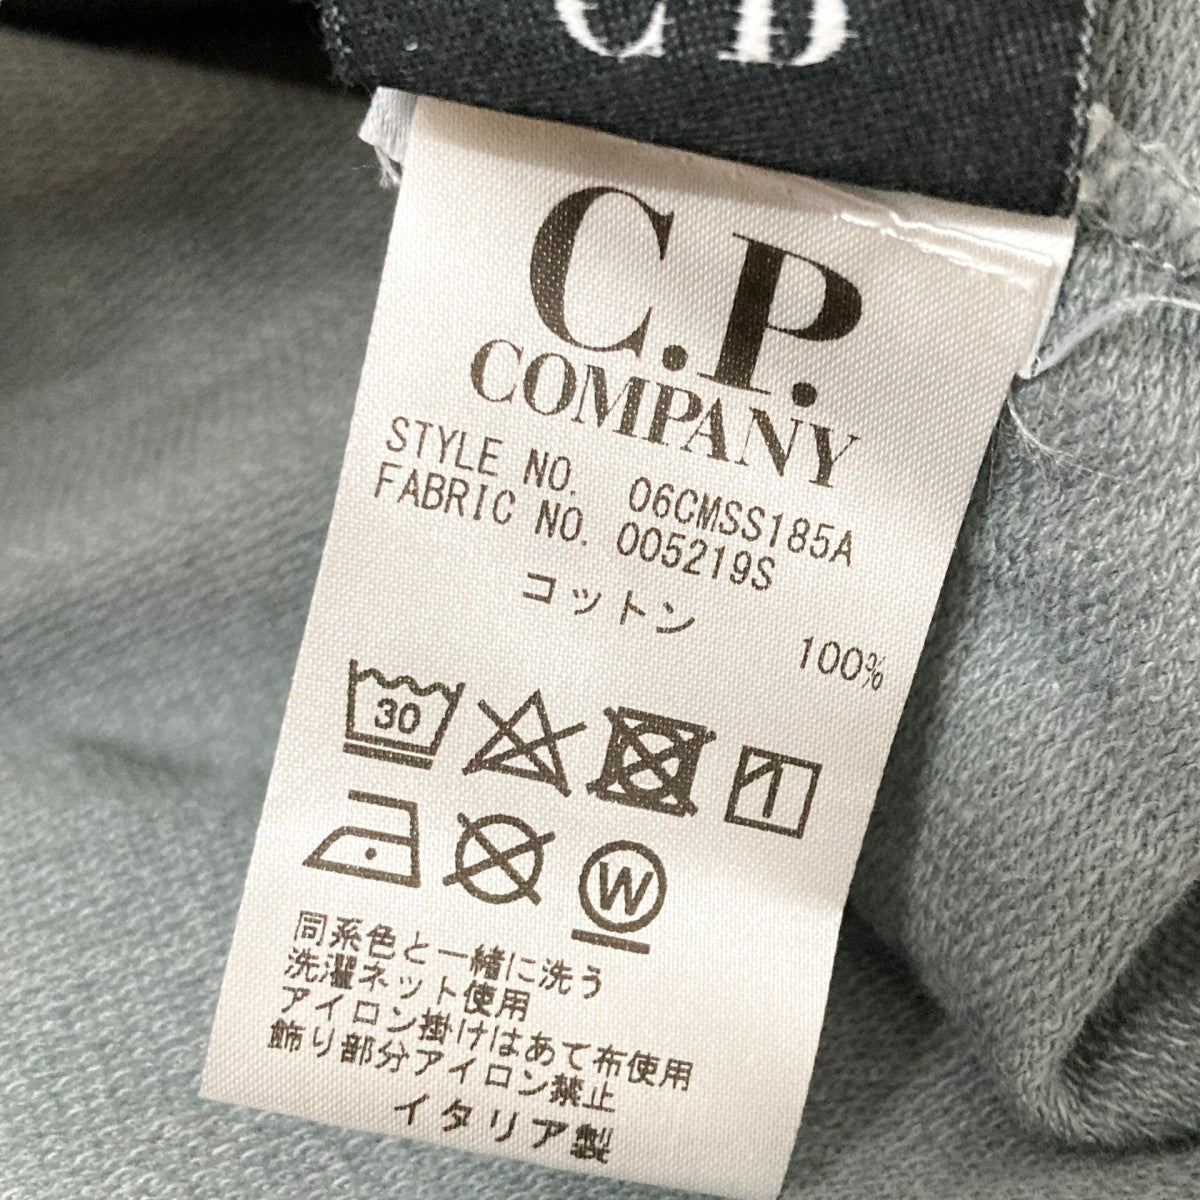 C.P.
COMPANY
STYLE NO. 06CMSS185A
FABRIC NO. 005219S
コットン 100%
30
W
同系色と一緒に洗う
洗濯ネット使用
アイロン掛けはあて布使用
飾り部分アイロン禁止
イタリア製